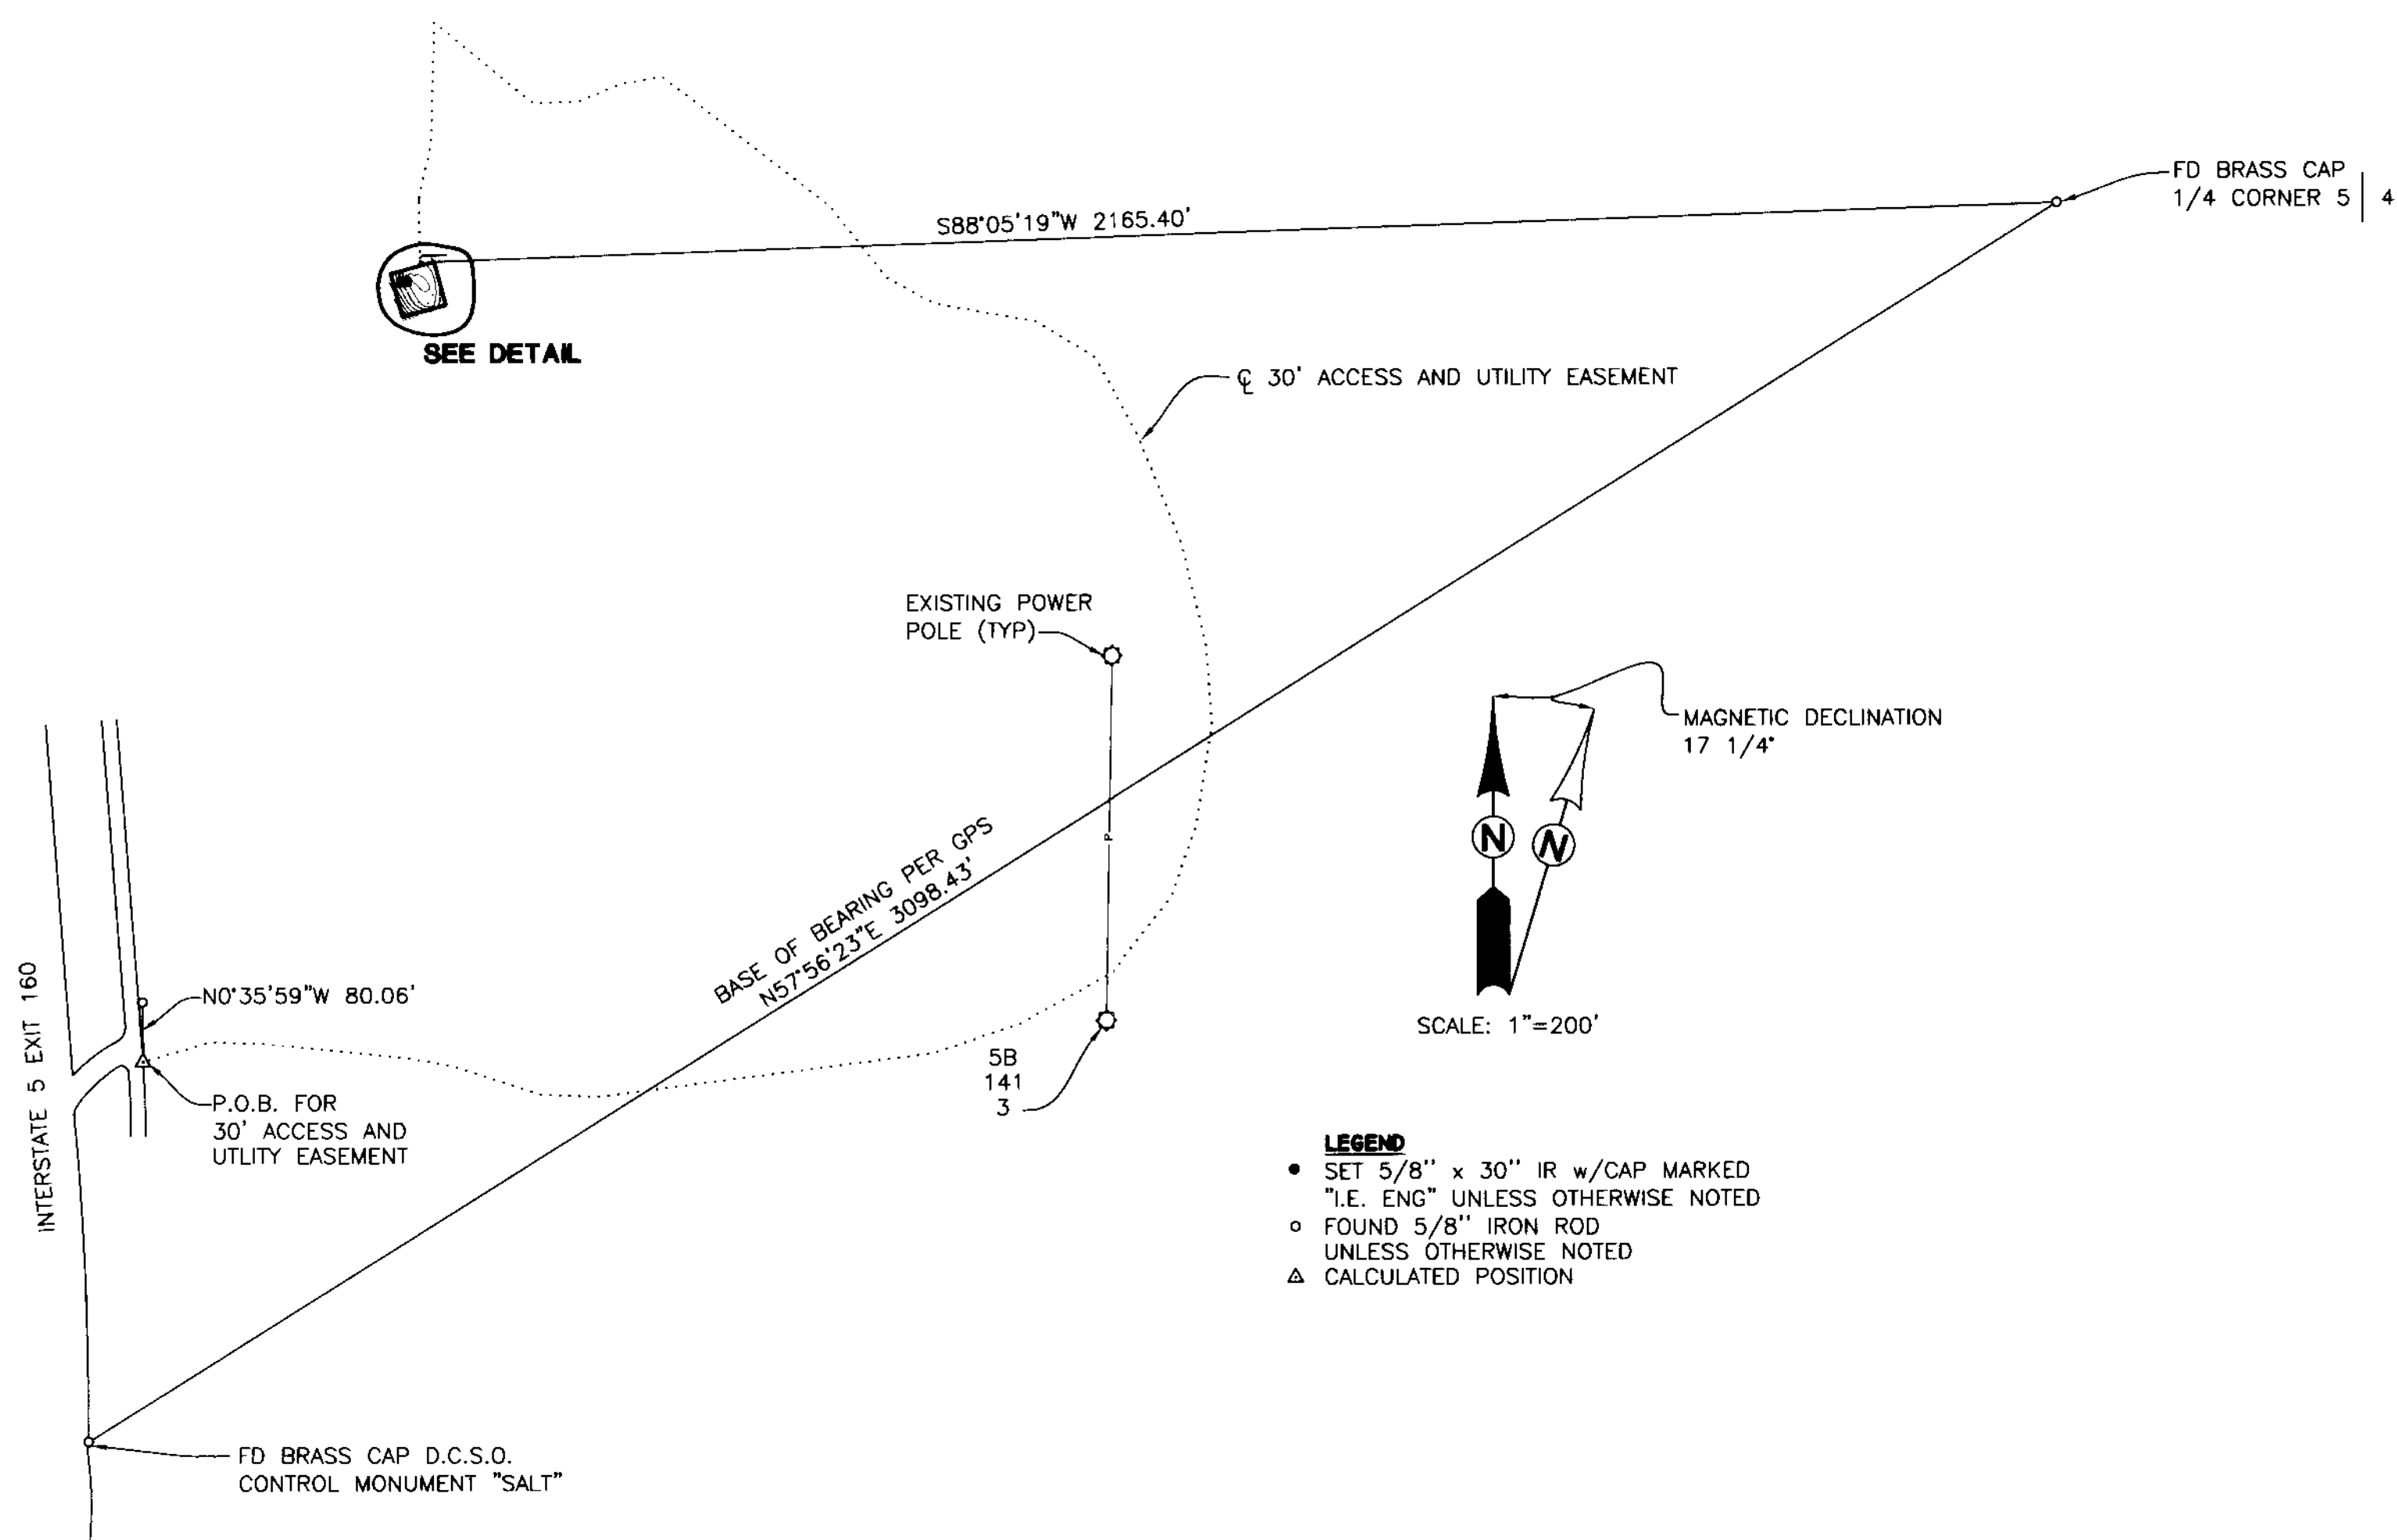 FD BRASS CAP
1/4 CORNER 5 | 4
S88°05'19"W 2165.40'
SEE DETAIL
℄ 30' ACCESS AND UTILITY EASEMENT
EXISTING POWER
POLE (TYP)
MAGNETIC DECLINATION
17 1/4°
P
N N
BASE OF BEARING PER GPS
N57°56'23"E 3098.43'
INTERSTATE 5 EXIT 160
N0°35'59"W 80.06'
SCALE: 1"=200'
5B
141
3
P.O.B. FOR
30' ACCESS AND
UTLITY EASEMENT
LEGEND
SET 5/8" x 30" IR w/CAP MARKED
"I.E. ENG" UNLESS OTHERWISE NOTED
FOUND 5/8" IRON ROD
UNLESS OTHERWISE NOTED
CALCULATED POSITION
FD BRASS CAP D.C.S.O.
CONTROL MONUMENT "SALT"